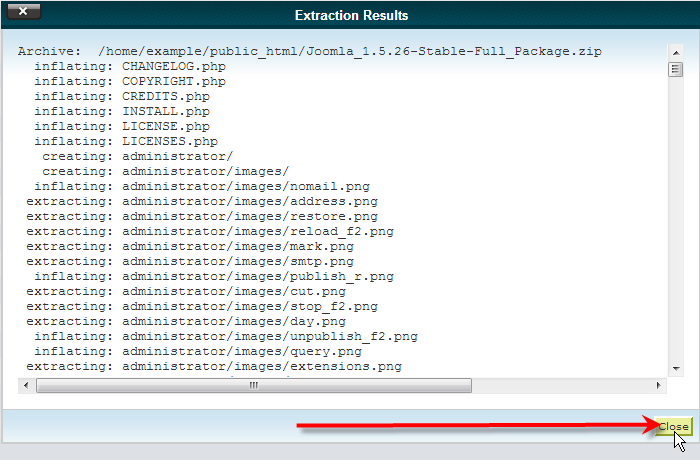 Extraction Results
Archive:  /home/example/public_html/Joomla_1.5.26-Stable-Full_Package.zip
inflating: CHANGELOG.php
inflating: COPYRIGHT.php
inflating: CREDITS.php
inflating: INSTALL.php
inflating: LICENSE.php
inflating: LICENSES.php
creating: administrator/
creating: administrator/images/
inflating: administrator/images/nomail.png
extracting: administrator/images/address.png
extracting: administrator/images/restore.png
extracting: administrator/images/reload_f2.png
extracting: administrator/images/mark.png
extracting: administrator/images/smtp.png
inflating: administrator/images/publish_r.png
extracting: administrator/images/cut.png
extracting: administrator/images/stop_f2.png
extracting: administrator/images/day.png
inflating: administrator/images/unpublish_f2.png
inflating: administrator/images/query.png
extracting: administrator/images/extensions.png
Close